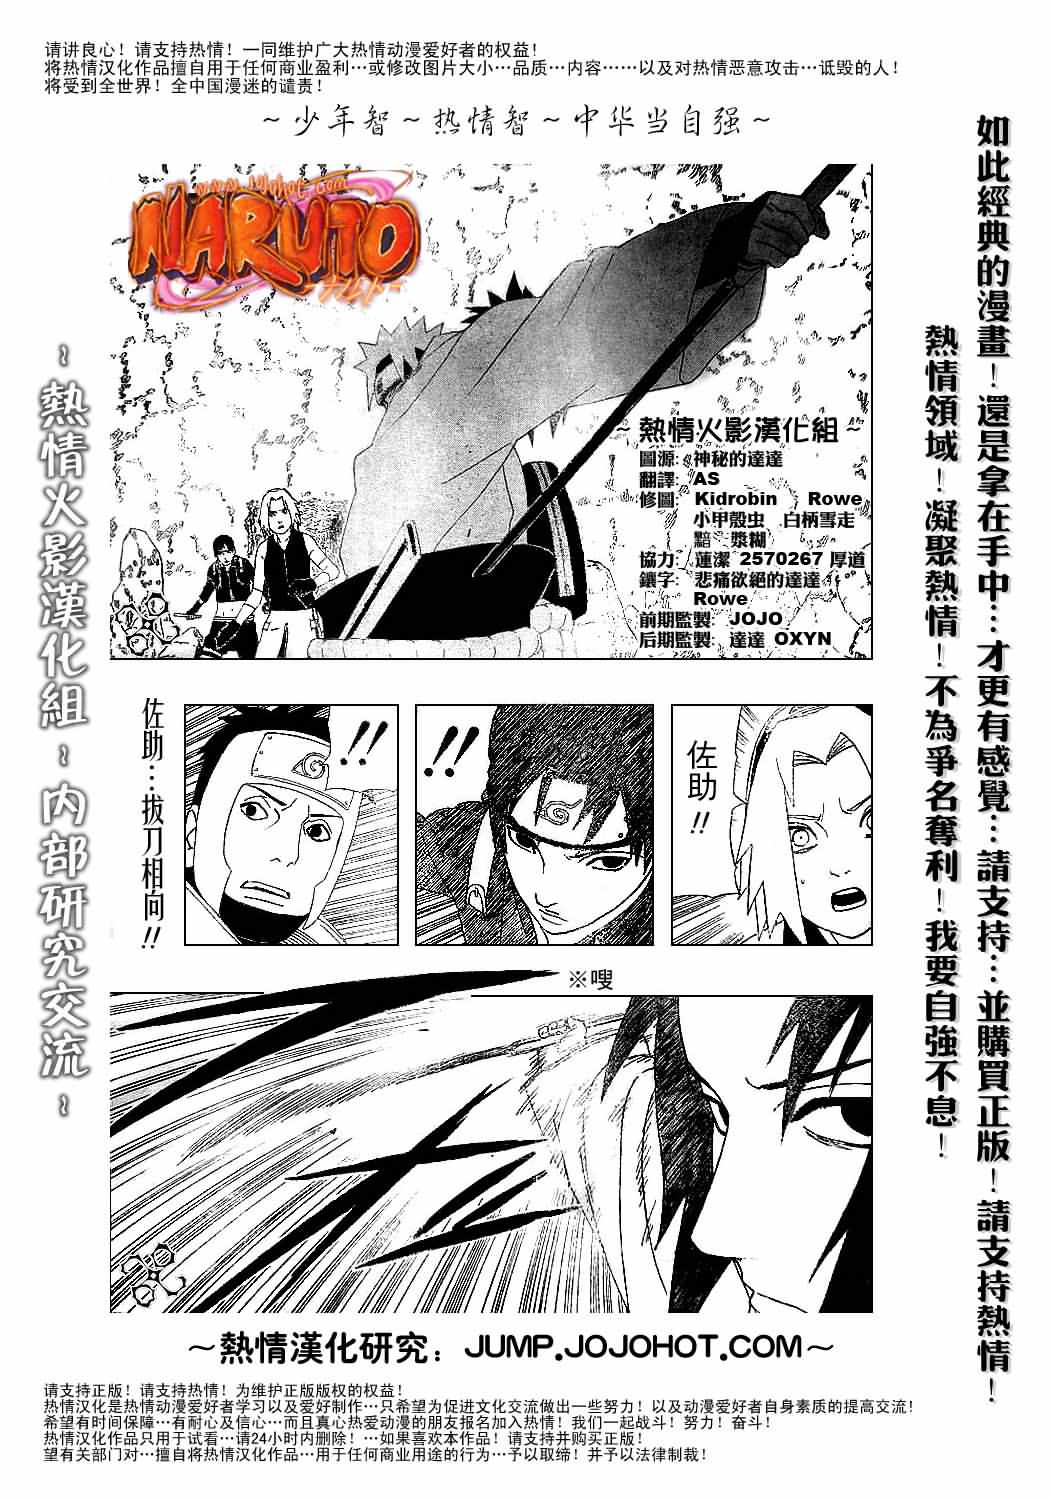 请讲良心！请支持热情！一同维护广大热情动漫爱好者的权益！
将热情汉化作品擅自用于任何商业盈利…或修改图片大小…品质…内容……以及对热情恶意攻击…诋毁的人！
将受到全世界！全中国漫迷的谴责！
～少年智～热情智～中华当自强～
如此經典的漫畫！還是拿在手中…才更有感覺…請支持…並購買正版！請支持熱情！
熱情領域！凝聚熱情！不為爭名奪利！我要自強不息！
～熱情火影漢化組～内部研究交流～
www.jojohot.com
NARUTO
ーナルトー
～熱情火影漢化組～
圖源: 神秘的達達
翻譯: AS
修圖: Kidrobin Rowe
小甲殼虫 白柄雪走
黯 漿糊
協力: 蓮潔 2570267 厚道
鑲字: 悲痛欲絕的達達
Rowe
前期監製: JOJO
后期監製: 達達 OXYN
佐助!!
!!
!!
佐助…拔刀相向!!
※嗖
～熱情漢化研究：JUMP.JOJOHOT.COM～
请支持正版！请支持热情！为维护正版版权的权益！
热情汉化是热情动漫爱好者学习以及爱好制作…只希望为促进文化交流做出一些努力！以及动漫爱好者自身素质的提高交流！
希望有时间保障…有耐心及信心…而且真心热爱动漫的朋友报名加入热情！我们一起战斗！努力！奋斗！
热情汉化作品只用于试看…请24小时内删除！…如果喜欢本作品！请支持并购买正版！
望有关部门对…擅自将热情汉化作品…用于任何商业用途的行为…予以取缔！并予以法律制裁！